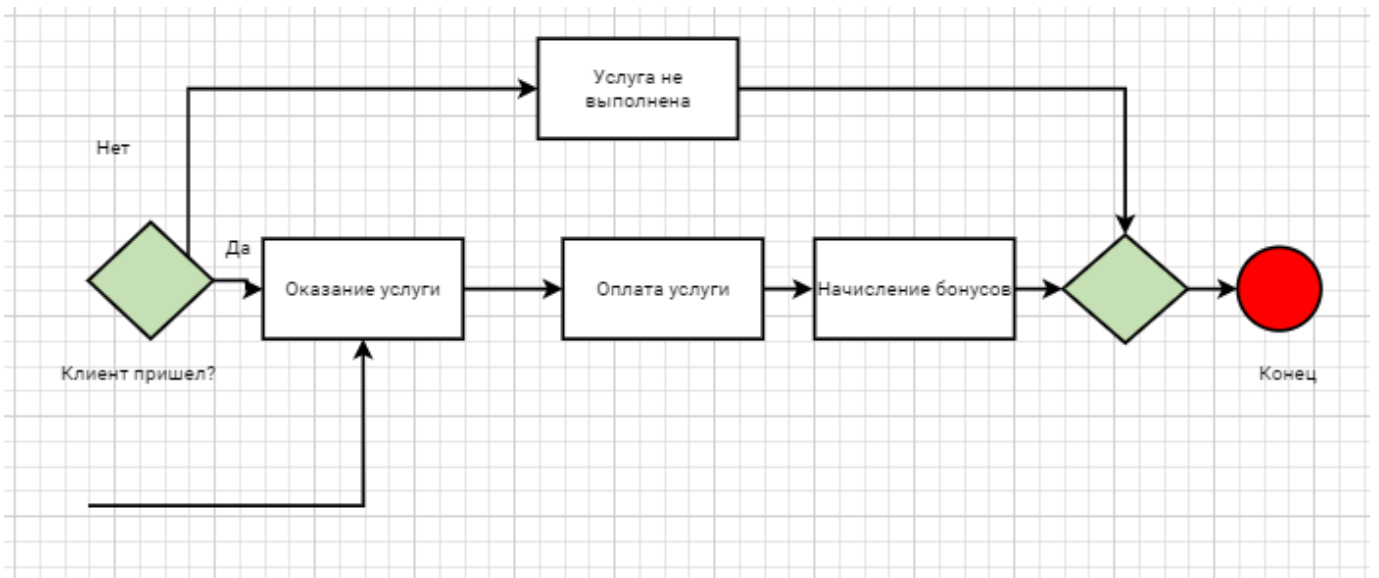 Услуга не
выполнена
Нет
Да
Оказание услуги
Оплата услуги
Начисление бонусов
Клиент пришел?
Конец